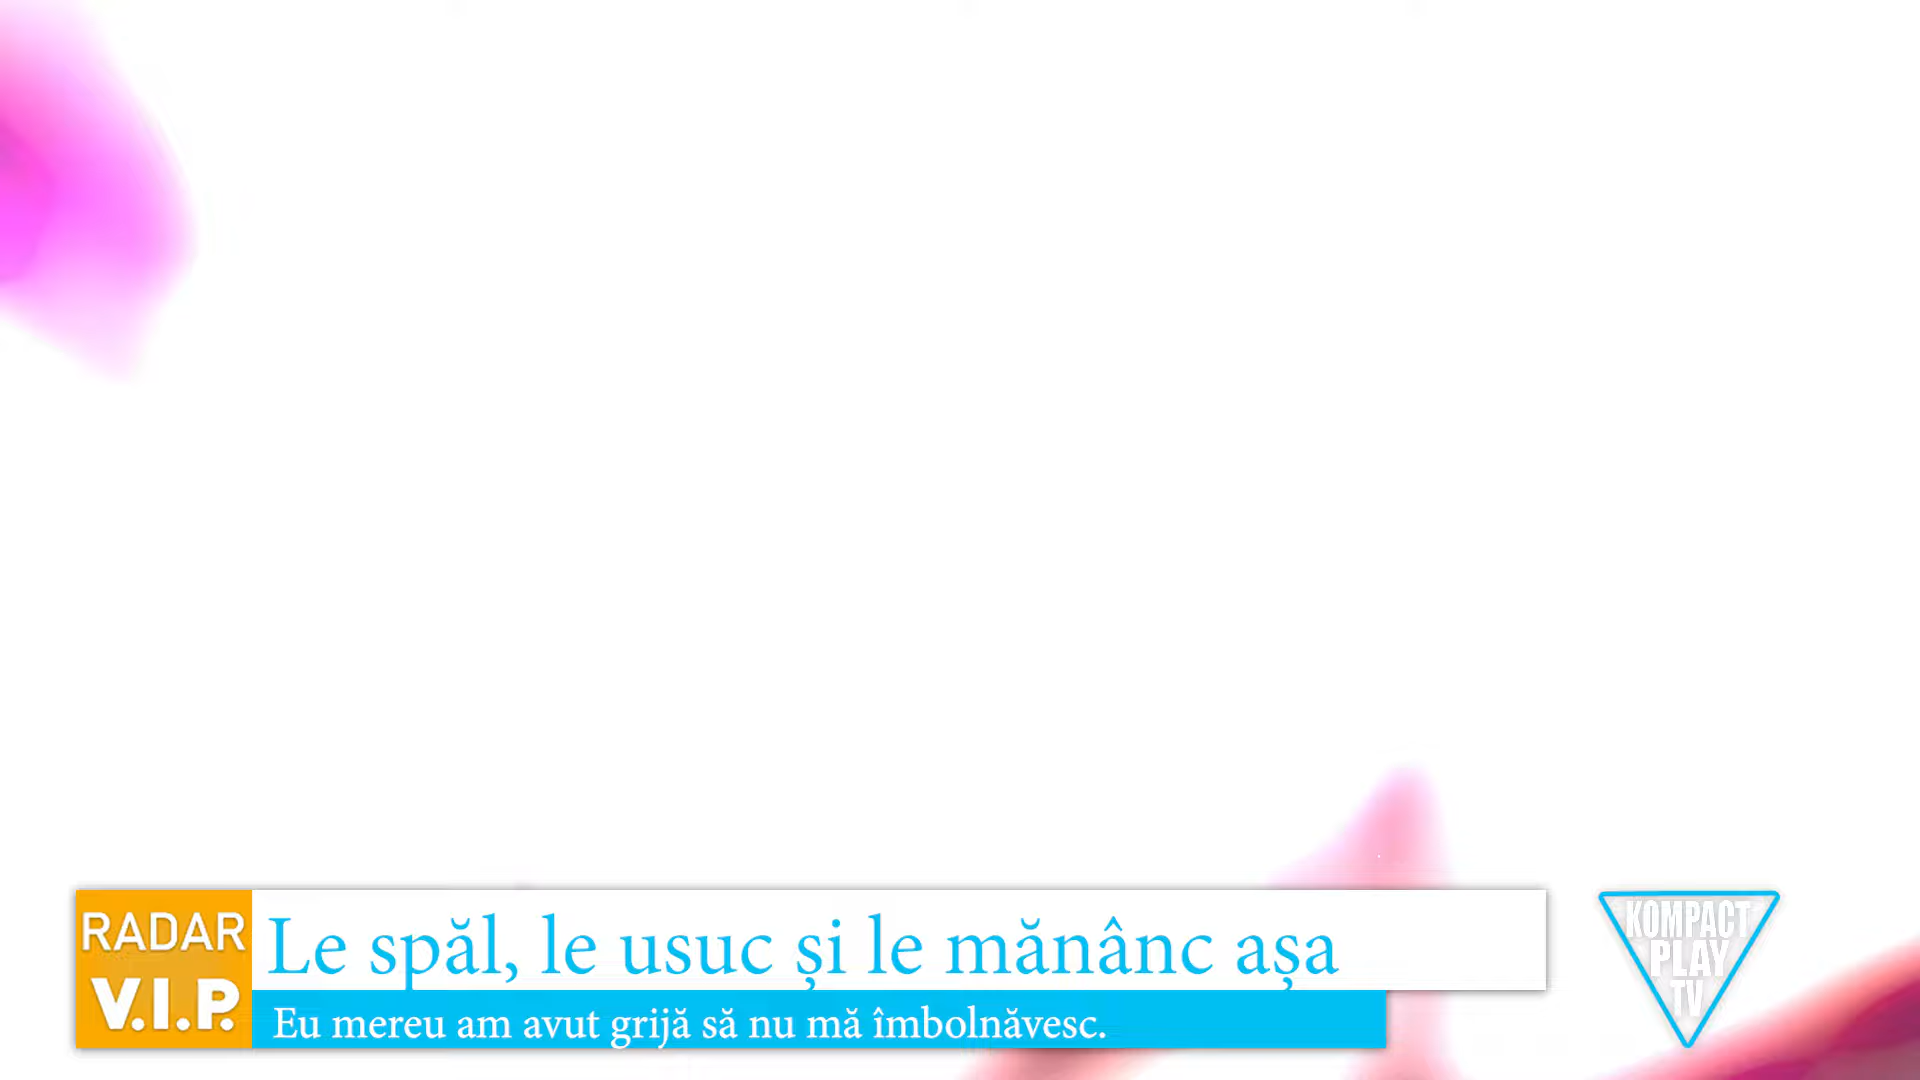 RADAR
V.I.P.
Le spăl, le usuc și le mănânc așa
Eu mereu am avut grijă să nu mă îmbolnăvesc.
KOMPACT
PLAY
TV